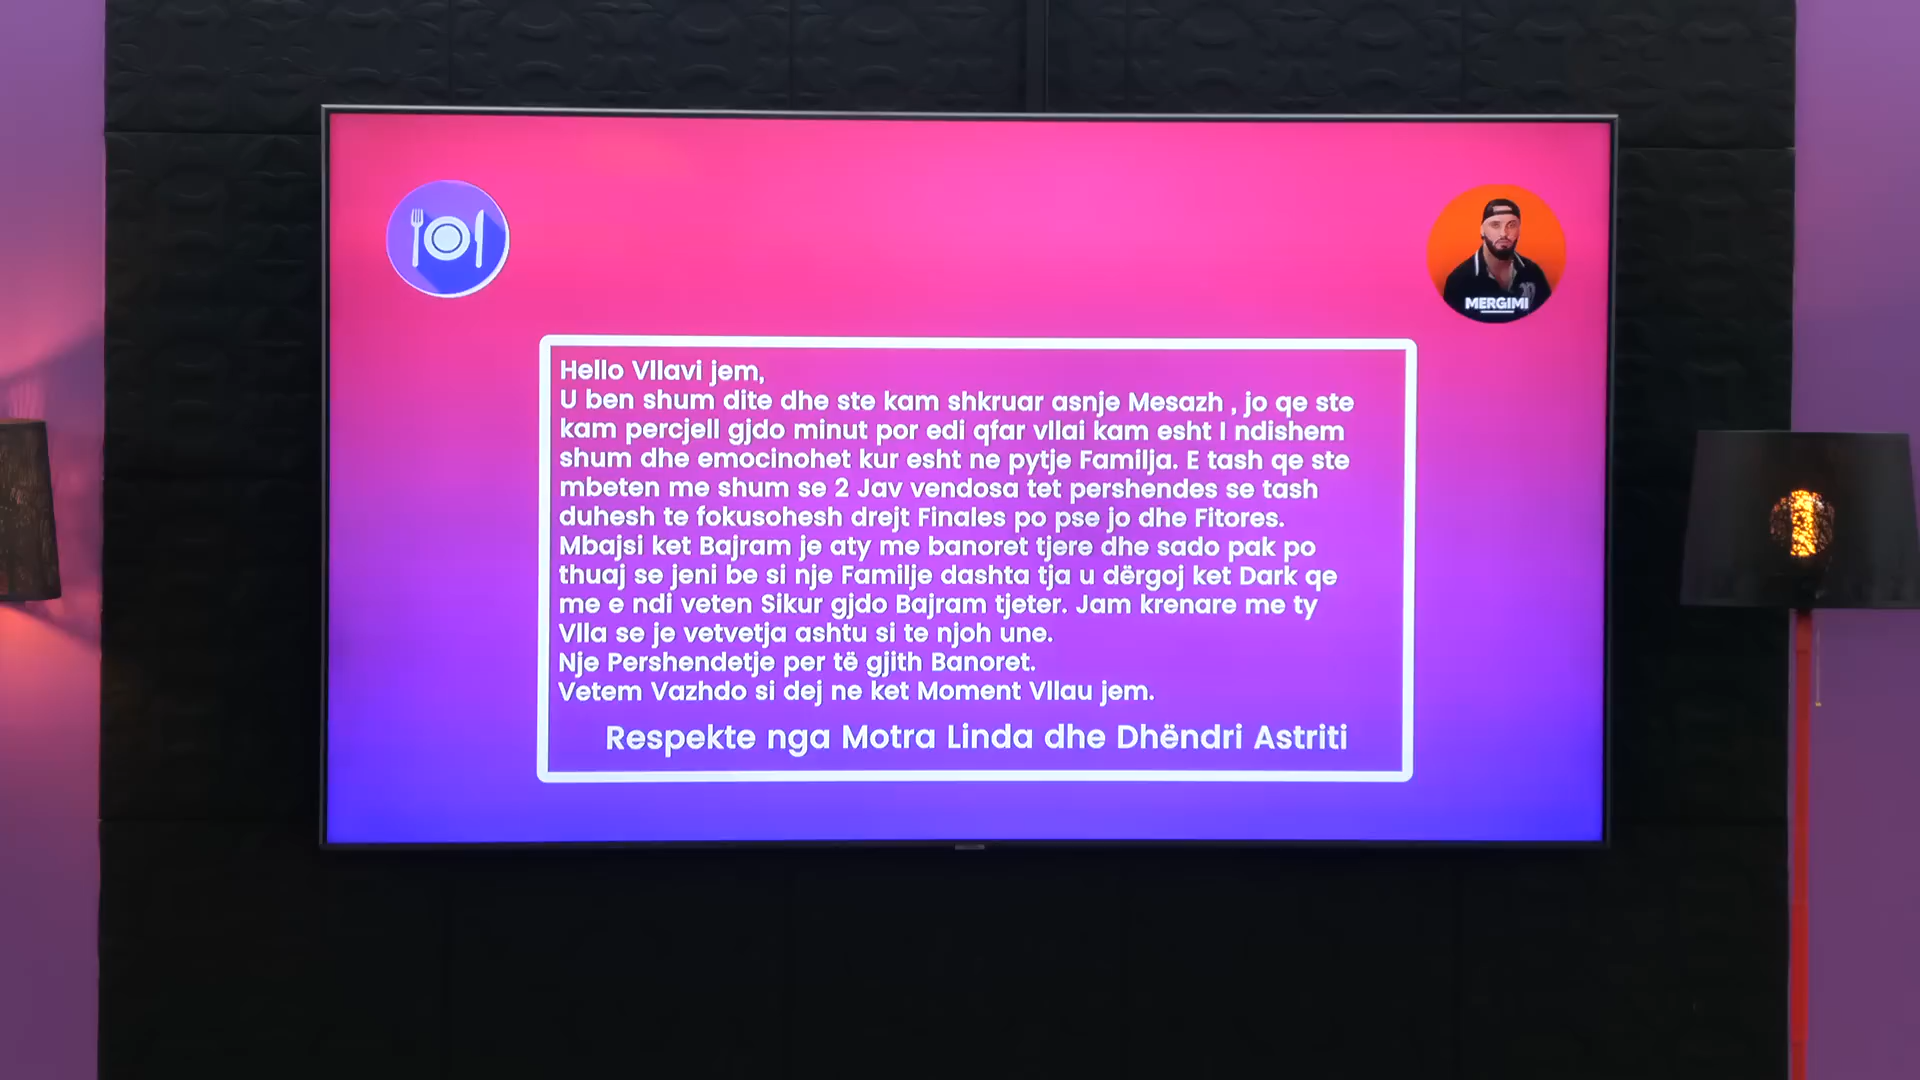 MERGIMI
Hello Vllavi jem,
U ben shum dite dhe ste kam shkruar asnje Mesazh , jo qe ste
kam percjell gjdo minut por edi qfar vllai kam esht I ndishem
shum dhe emocinohet kur esht ne pytje Familja. E tash qe ste
mbeten me shum se 2 Jav vendosa tet pershendes se tash
duhesh te fokusohesh drejt Finales po pse jo dhe Fitores.
Mbajsi ket Bajram je aty me banoret tjere dhe sado pak po
thuaj se jeni be si nje Familje dashta tja u dërgoj ket Dark qe
me e ndi veten Sikur gjdo Bajram tjeter. Jam krenare me ty
Vlla se je vetvetja ashtu si te njoh une.
Nje Pershendetje per të gjith Banoret.
Vetem Vazhdo si dej ne ket Moment Vllau jem.
Respekte nga Motra Linda dhe Dhëndri Astriti